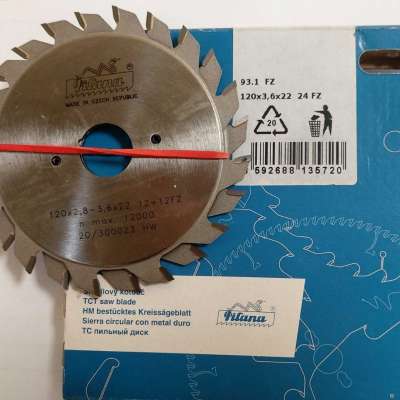 Pilana
MADE IN CZECH REPUBLIC
120x2,8-3,6x22 12+12FZ
n max. 12000
20/300023 HW
93.1 FZ
120x3,6x22 24 FZ
20
592688 135720
kotouč
TCT saw blade
HM bestücktes Kreissägeblatt
Sierra circular con metal duro
TC пильный диск
Pilana